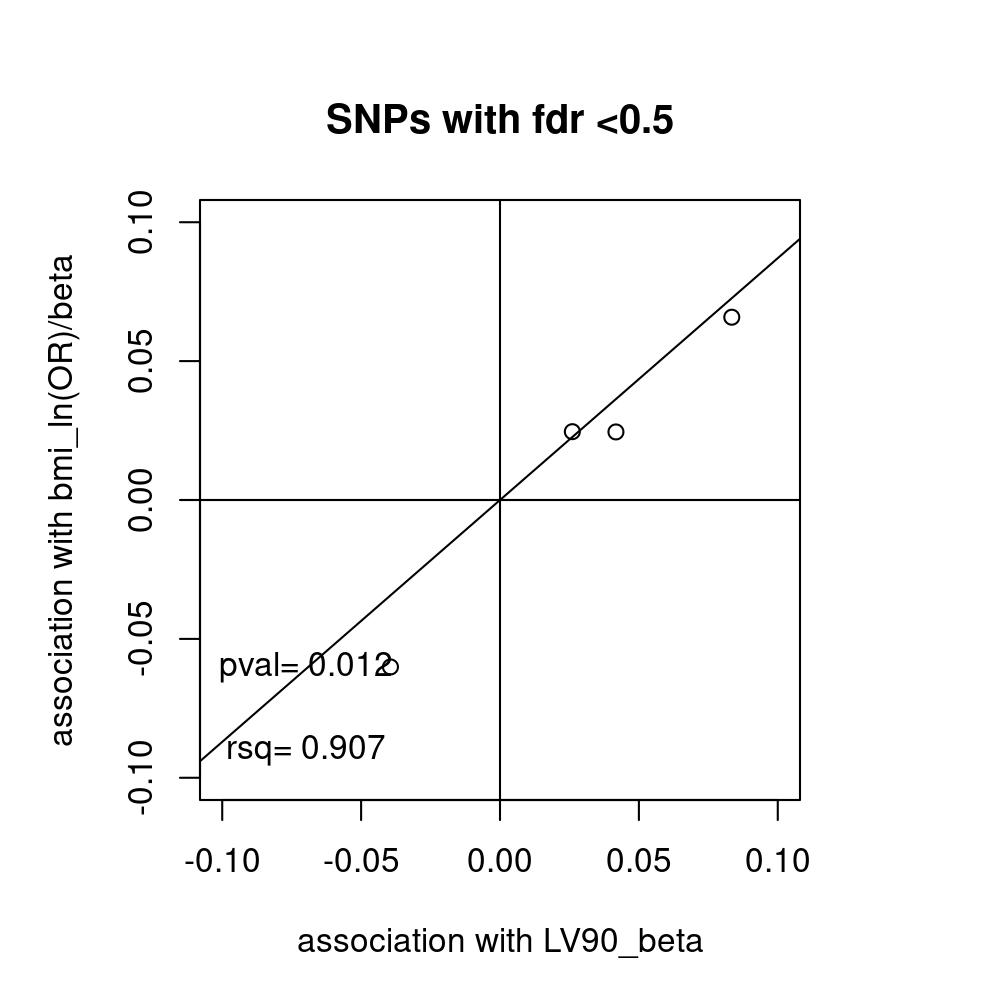 SNPs with fdr <0.5
association with bmi_ln(OR)/beta
0.10
0.05
0.00
-0.05
-0.10
pval= 0.012
rsq= 0.907
-0.10 -0.05 0.00 0.05 0.10
association with LV90_beta